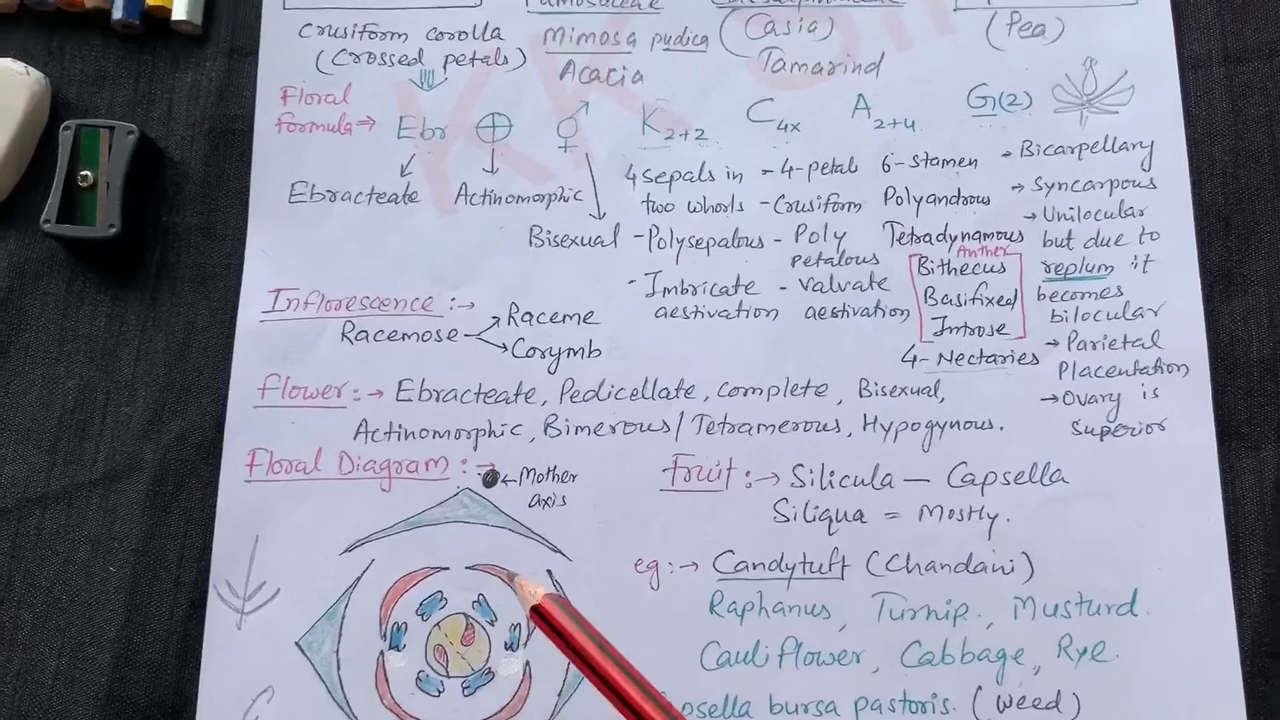 Crusiform corolla
(Crossed petals)
Mimosa pudica
Acacia
(Casia)
Tamarind
(Pea)
Floral
formula→ Ebr ⊕ ⚥ K2+2 C4x A2+4 G(2)
Ebracteate Actinomorphic
Bisexual
4 sepals in
two whorls
- Polysepalous
- Imbricate
aestivation
= 4-petal
- Crusiform
- Poly
petalous
- valvate
aestivation
6-stamen
Polyandrous
Tetradynamous
Anther
Bithecus
Basifixed
Introse
4-Nectaries
→ Bicarpellary
→ Syncarpous
→ Unilocular
but due to
replum it
becomes
bilocular
→ Parietal
Placentation
→ Ovary is
Superior
Inflorescence :→
Racemose → Raceme
→ Corymb
flower :→ Ebracteate, Pedicellate, complete, Bisexual,
Actinomorphic, Bimerous/Tetramerous, Hypogynous.
Floral Diagram :→
← Mother
axis
Fruit :→ Silicula — Capsella
Siliqua = Mostly.
eg :→ Candytuft (Chandani)
Raphanus, Turnip, Musturd.
Cauliflower, Cabbage, Rye.
bursa pastoris. (weed)